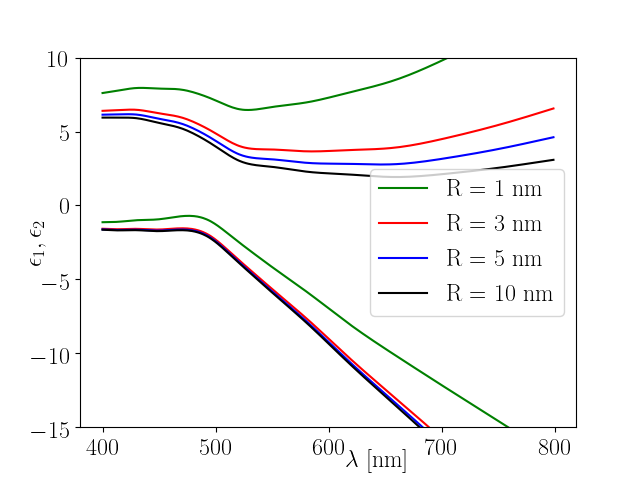 10
5
0
−5
−10
−15
ϵ₁, ϵ₂
R = 1 nm
R = 3 nm
R = 5 nm
R = 10 nm
400 500 600 700 800
λ [nm]